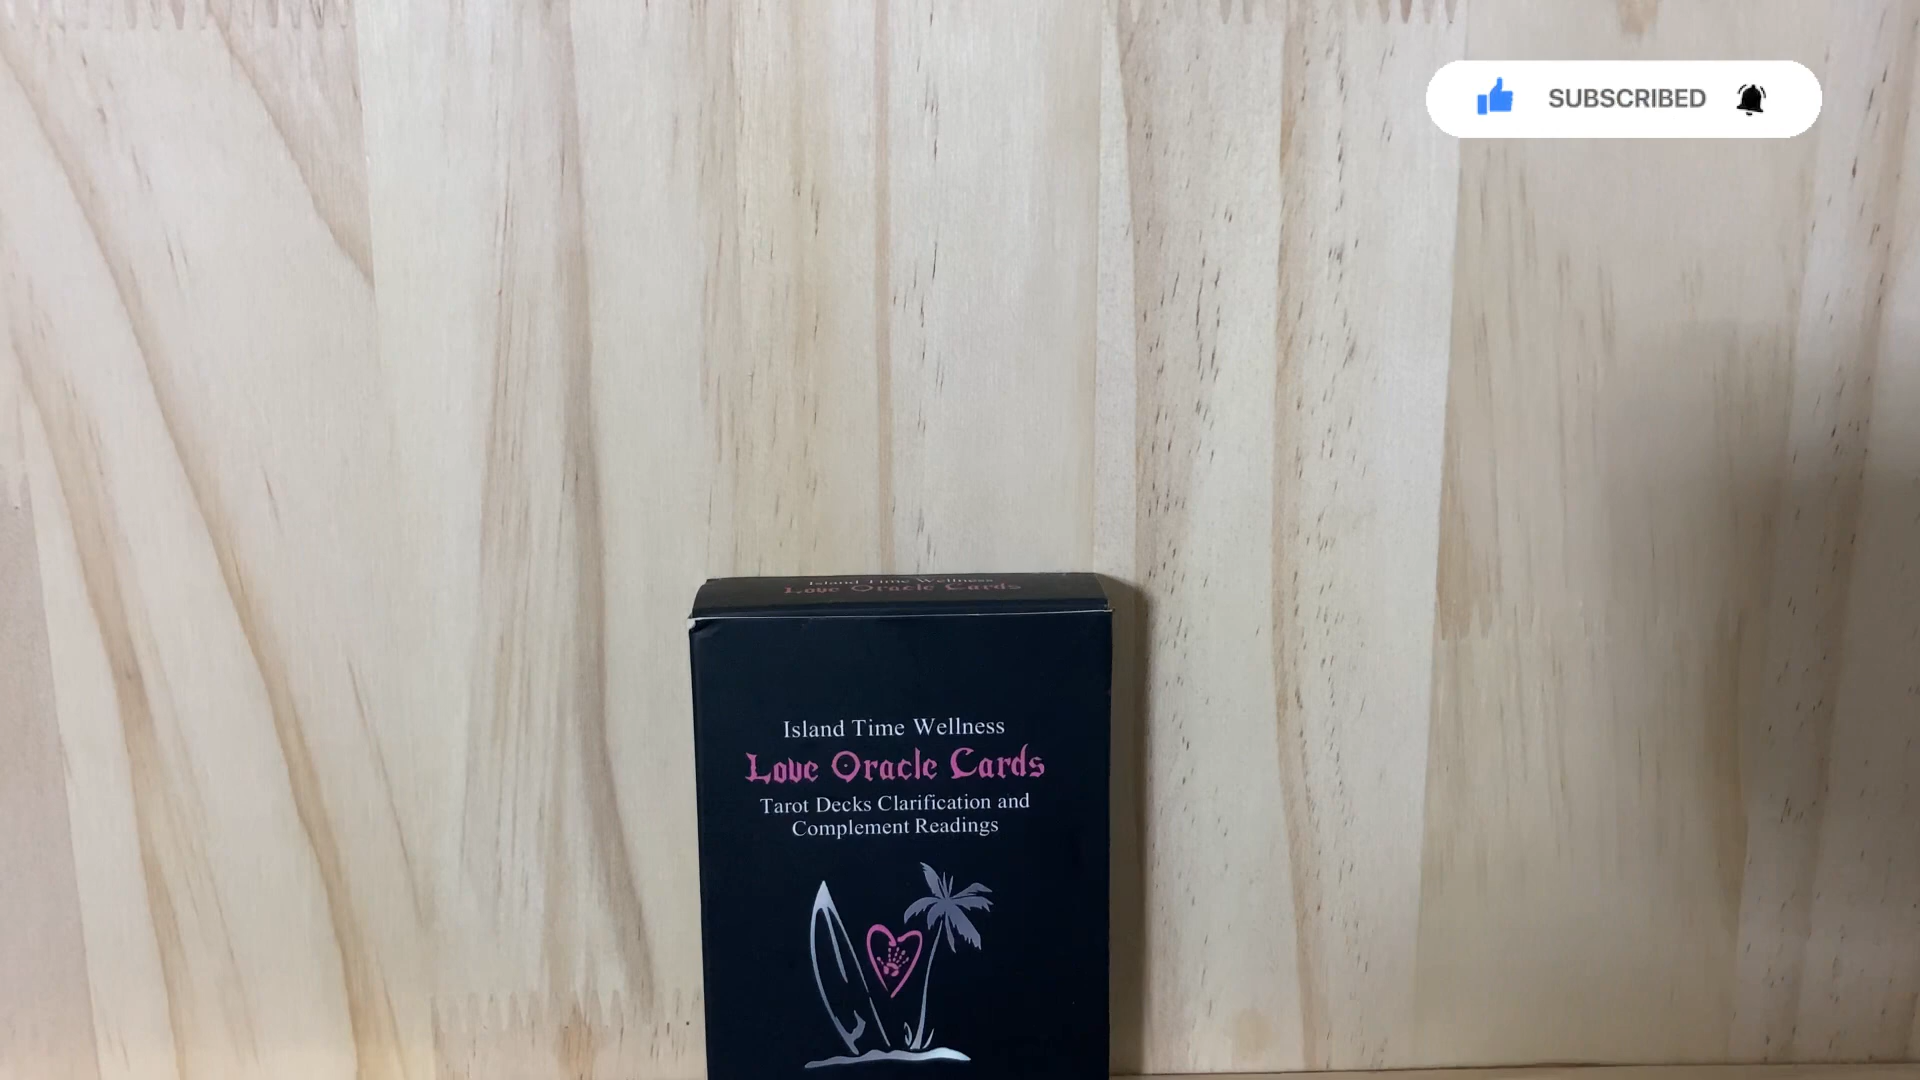 SUBSCRIBED
Island Time Wellness
Love Oracle Cards
Island Time Wellness
Love Oracle Cards
Tarot Decks Clarification and
Complement Readings